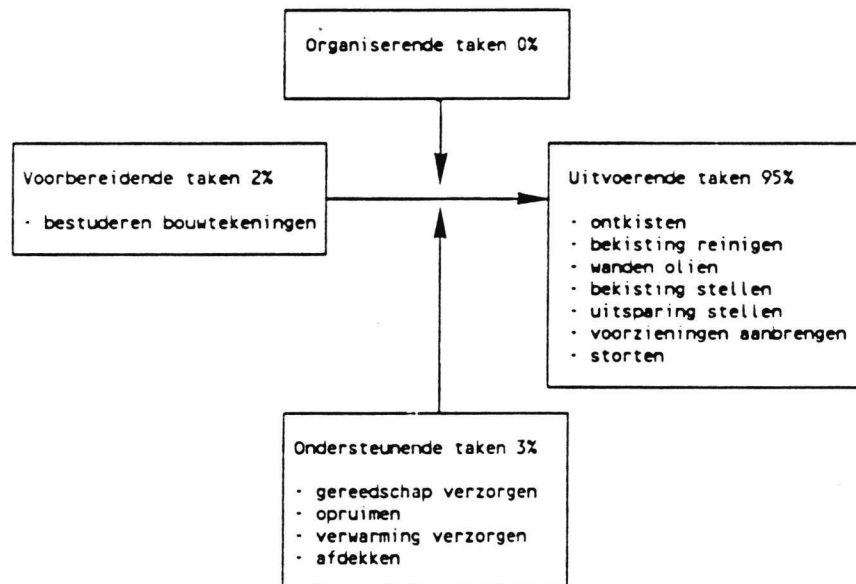 Organiserende taken 0%
Voorbereidende taken 2%
· bestuderen bouwtekeningen
Uitvoerende taken 95%
· ontkisten
· bekisting reinigen
· wanden oliën
· bekisting stellen
· uitsparing stellen
· voorzieningen aanbrengen
· storten
Ondersteunende taken 3%
· gereedschap verzorgen
· opruimen
· verwarming verzorgen
· afdekken